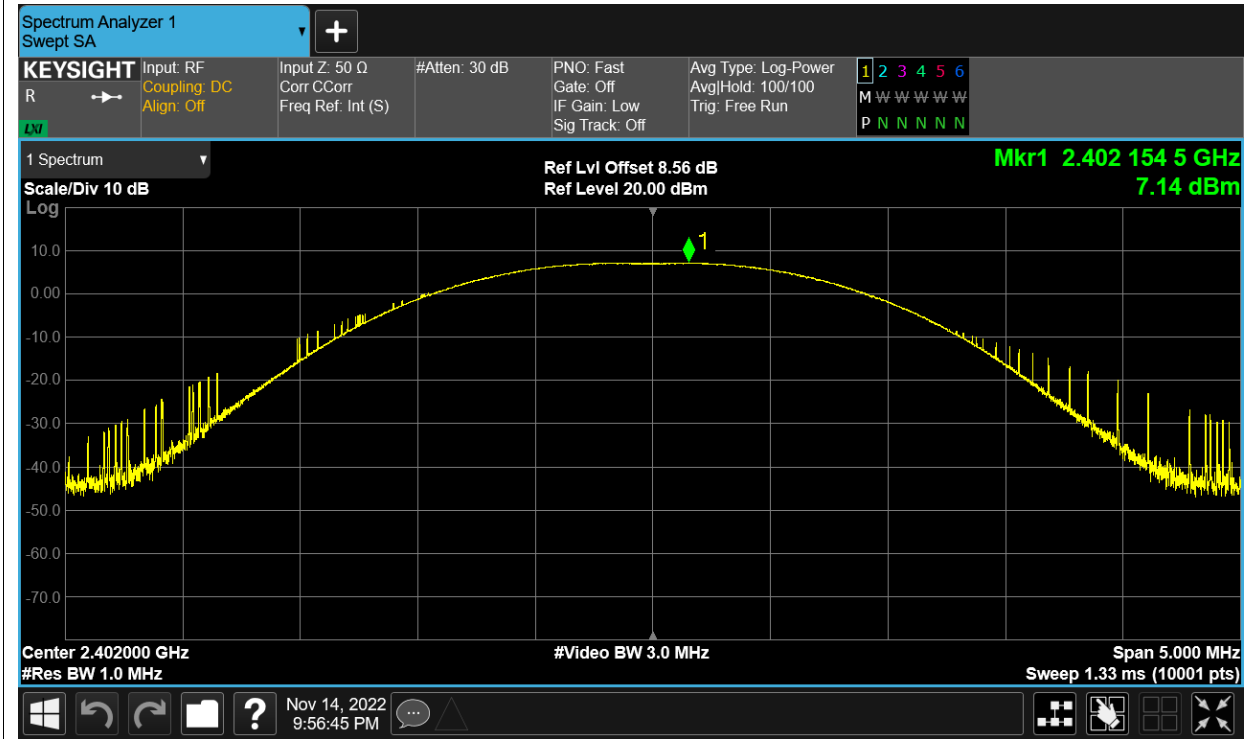 Spectrum Analyzer 1
Swept SA
KEYSIGHT
R
LXI
Input: RF
Coupling: DC
Align: Off
Input Z: 50 Ω
Corr CCorr
Freq Ref: Int (S)
#Atten: 30 dB
PNO: Fast
Gate: Off
IF Gain: Low
Sig Track: Off
Avg Type: Log-Power
Avg|Hold: 100/100
Trig: Free Run
1 2 3 4 5 6
M W W W W W
P N N N N N
1 Spectrum
Scale/Div 10 dB
Log
Ref Lvl Offset 8.56 dB
Ref Level 20.00 dBm
Mkr1 2.402 154 5 GHz
7.14 dBm
1
10.0
0.00
-10.0
-20.0
-30.0
-40.0
-50.0
-60.0
-70.0
Center 2.402000 GHz
#Res BW 1.0 MHz
#Video BW 3.0 MHz
Span 5.000 MHz
Sweep 1.33 ms (10001 pts)
?
Nov 14, 2022
9:56:45 PM